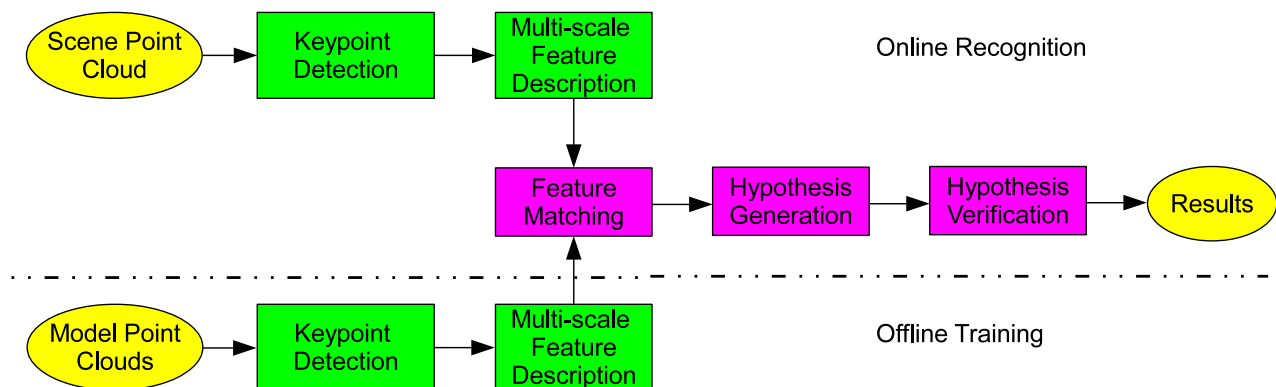 Scene Point
Cloud
Keypoint
Detection
Multi-scale
Feature
Description
Online Recognition
Feature
Matching
Hypothesis
Generation
Hypothesis
Verification
Results
Model Point
Clouds
Keypoint
Detection
Multi-scale
Feature
Description
Offline Training